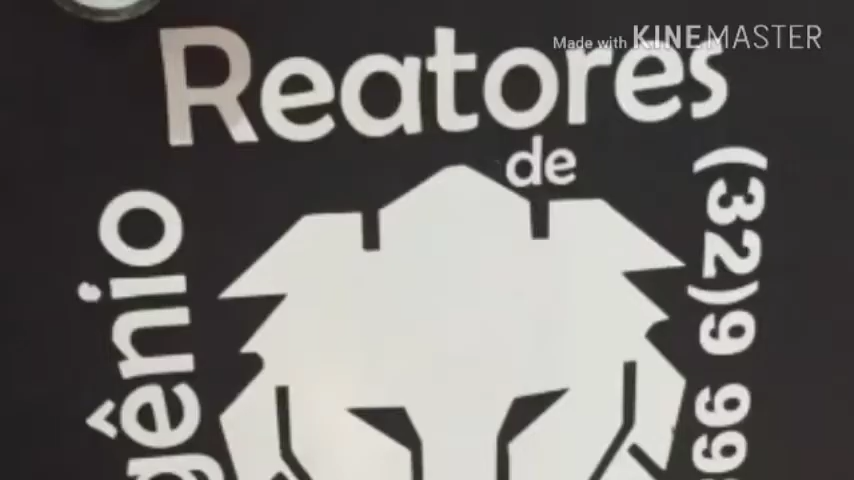 Made with KINEMASTER
Reatores
de
gênio
(32)9 99